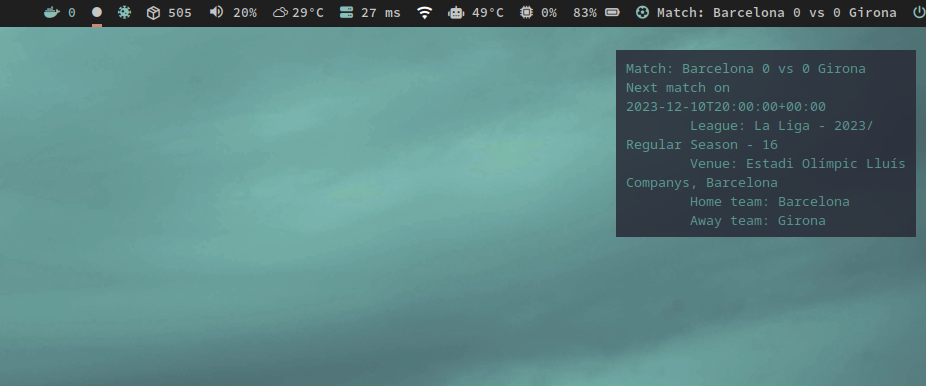 0 505 20% 29°C 27 ms 49°C 0% 83% Match: Barcelona 0 vs 0 Girona
Match: Barcelona 0 vs 0 Girona
Next match on
2023-12-10T20:00:00+00:00
League: La Liga - 2023/
Regular Season - 16
Venue: Estadi Olímpic Lluís
Companys, Barcelona
Home team: Barcelona
Away team: Girona